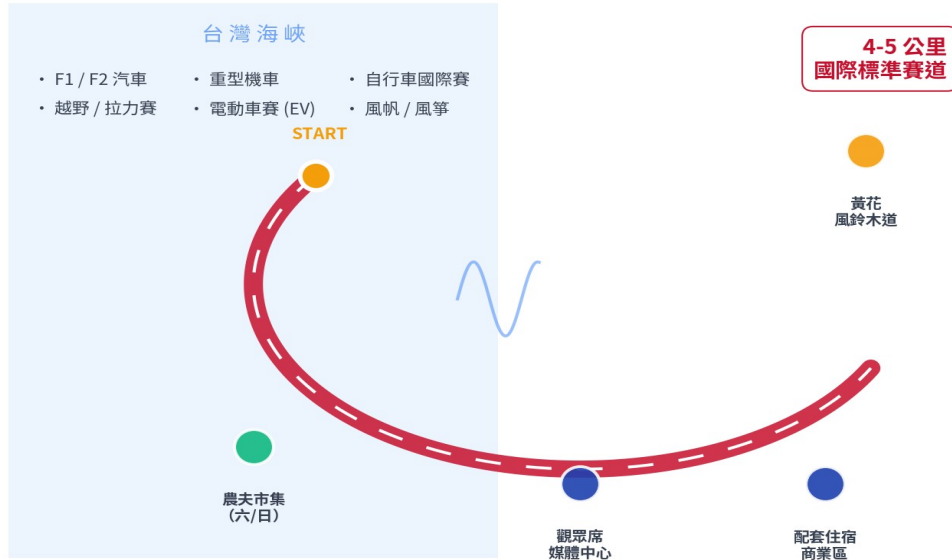 台灣海峽
• F1 / F2 汽車
• 重型機車
• 自行車國際賽
• 越野 / 拉力賽
• 電動車賽 (EV)
• 風帆 / 風箏
4-5 公里
國際標準賽道
START
黃花
風鈴木道
農夫市集
(六/日)
觀眾席
媒體中心
配套住宿
商業區